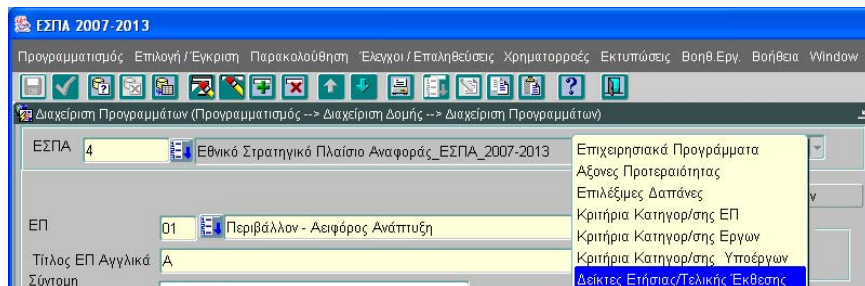 ΕΣΠΑ 2007-2013
Προγραμματισμός Επιλογή / Έγκριση Παρακολούθηση Έλεγχοι / Επαληθεύσεις Χρηματορροές Εκτυπώσεις Βοηθ.Εργ. Βοήθεια Window
Διαχείριση Προγραμμάτων (Προγραμματισμός --> Διαχείριση Δομής --> Διαχείριση Προγραμμάτων)
ΕΣΠΑ 4 Εθνικό Στρατηγικό Πλαίσιο Αναφοράς_ΕΣΠΑ_2007-2013
Επιχειρησιακά Προγράμματα
Αξονες Προτεραιότητας
Επιλέξιμες Δαπάνες
ν
Κριτήρια Κατηγορ/σης ΕΠ
ΕΠ 01 Περιβάλλον - Αειφόρος Ανάπτυξη
Κριτήρια Κατηγορ/σης Εργων
Τίτλος ΕΠ Αγγλικά Α
Κριτήρια Κατηγορ/σης Υποέργων
Σύντομη
Δείκτες Ετήσιας/Τελικής Έκθεσης